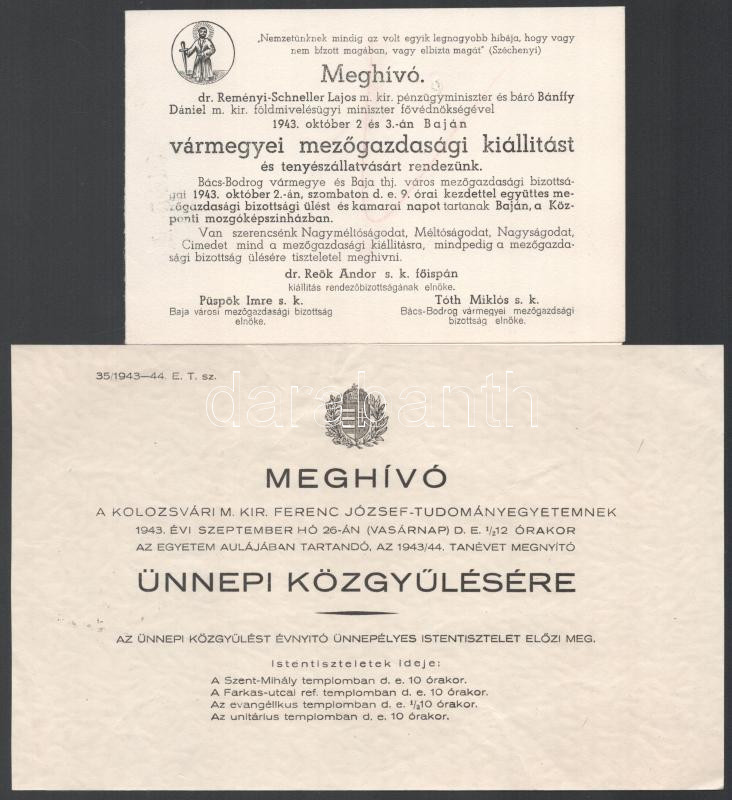 „Nemzetünknek mindig az volt egyik legnagyobb hibája, hogy vagy
nem bízott magában, vagy elbízta magát" (Széchenyi)
Meghívó.
dr. Reményi-Schneller Lajos m. kir. pénzügyminiszter és báró Bánffy
Dániel m. kir. földmivelésügyi miniszter fővédnökségével
1943. október 2 és 3.-án Baján
vármegyei mezőgazdasági kiállitást
és tenyészállatvásárt rendezünk.
Bács-Bodrog vármegye és Baja thj. város mezőgazdasági bizottsá-
gai 1943. október 2.-án, szombaton d. e. 9. órai kezdettel együttes me-
zőgazdasági bizottsági ülést és kamarai napot tartanak Baján, a Köz-
ponti mozgóképszinházban.
Van szerencsénk Nagyméltóságodat, Méltóságodat, Nagyságodat,
Cimedet mind a mezőgazdasági kiállitásra, mindpedig a mezőgazda-
sági bizottság ülésére tisztelettel meghivni.
dr. Reök Andor s. k. főispán
kiállítás rendezőbizottságának elnöke.
Püspök Imre s. k.
Baja városi mezőgazdasági bizottság
elnöke.
Tóth Miklós s. k.
Bács-Bodrog vármegyei mezőgazdsági
bizottság elnöke.
35/1943—44. E. T. sz.
darabanth
MEGHÍVÓ
A KOLOZSVÁRI M. KIR. FERENC JÓZSEF-TUDOMÁNYEGYETEMNEK
1943. ÉVI SZEPTEMBER HÓ 26-ÁN (VASÁRNAP) D. E. ½12 ÓRAKOR
AZ EGYETEM AULÁJÁBAN TARTANDÓ, AZ 1943/44. TANÉVET MEGNYITÓ
ÜNNEPI KÖZGYŰLÉSÉRE
AZ ÜNNEPI KÖZGYŰLÉST ÉVNYITÓ ÜNNEPÉLYES ISTENTISZTELET ELŐZI MEG.
Istentiszteletek ideje:
A Szent-Mihály templomban d. e. 10 órakor.
A Farkas-utcai ref. templomban d. e. 10 órakor.
Az evangélikus templomban d. e. ½10 órakor.
Az unitárius templomban d. e. 10 órakor.